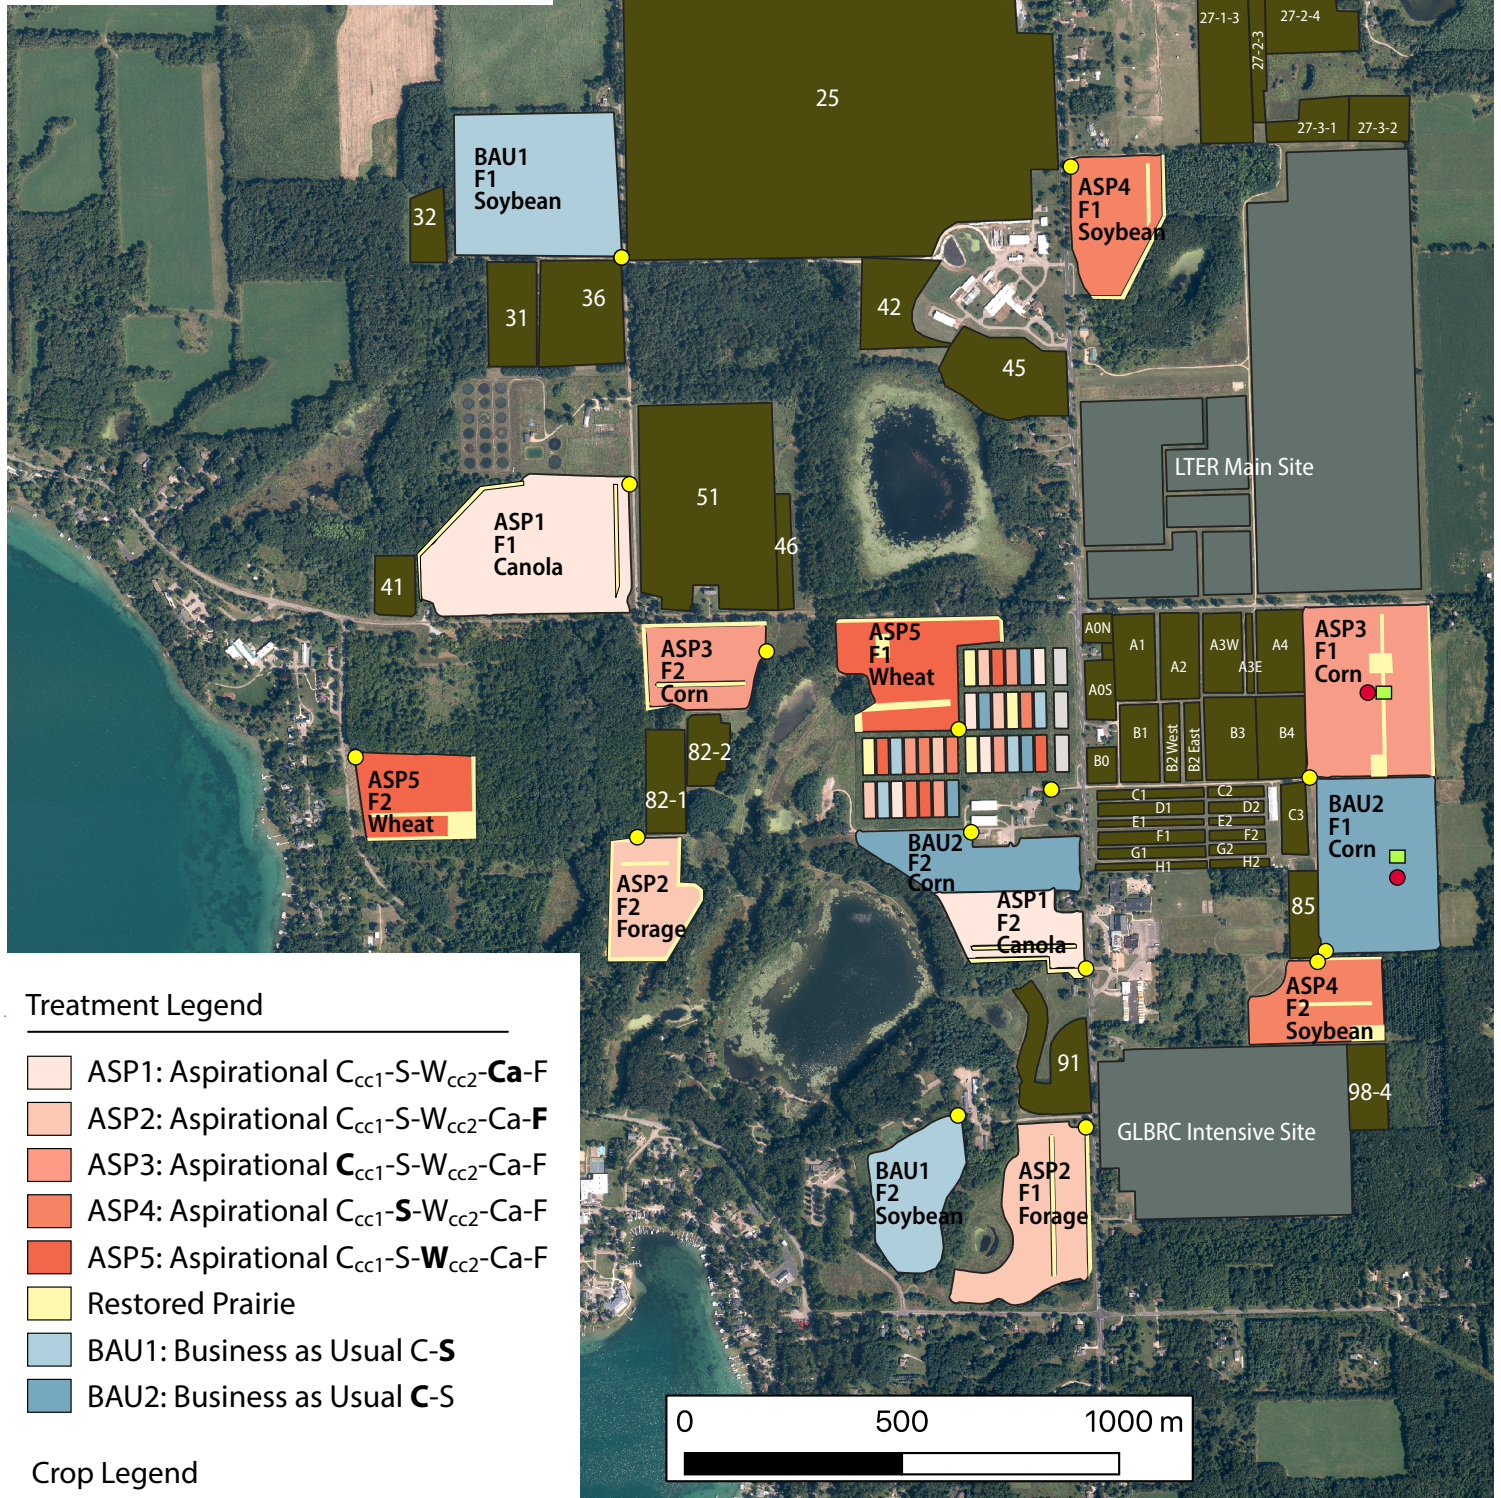 27-1-3
27-2-3
27-2-4
25
27-3-1
27-3-2
BAU1
F1
Soybean
ASP4
F1
Soybean
32
31
36
42
45
LTER Main Site
51
46
ASP1
F1
Canola
41
ASP3
F2
Corn
ASP5
F1
Wheat
A0N
A1
A2
A3W
A3E
A4
A0S
ASP3
F1
Corn
B0
B1
B2 West
B2 East
B3
B4
82-2
82-1
ASP5
F2
Wheat
C1
C2
D1
D2
E1
E2
F1
F2
G1
G2
H1
H2
C3
BAU2
F1
Corn
BAU2
F2
Corn
ASP2
F2
Forage
ASP1
F2
Canola
85
ASP4
F2
Soybean
91
98-4
GLBRC Intensive Site
BAU1
F2
Soybean
ASP2
F1
Forage
Treatment Legend
ASP1: Aspirational Ccc1-S-Wcc2-Ca-F
ASP2: Aspirational Ccc1-S-Wcc2-Ca-F
ASP3: Aspirational Ccc1-S-Wcc2-Ca-F
ASP4: Aspirational Ccc1-S-Wcc2-Ca-F
ASP5: Aspirational Ccc1-S-Wcc2-Ca-F
Restored Prairie
BAU1: Business as Usual C-S
BAU2: Business as Usual C-S
Crop Legend
0 500 1000 m